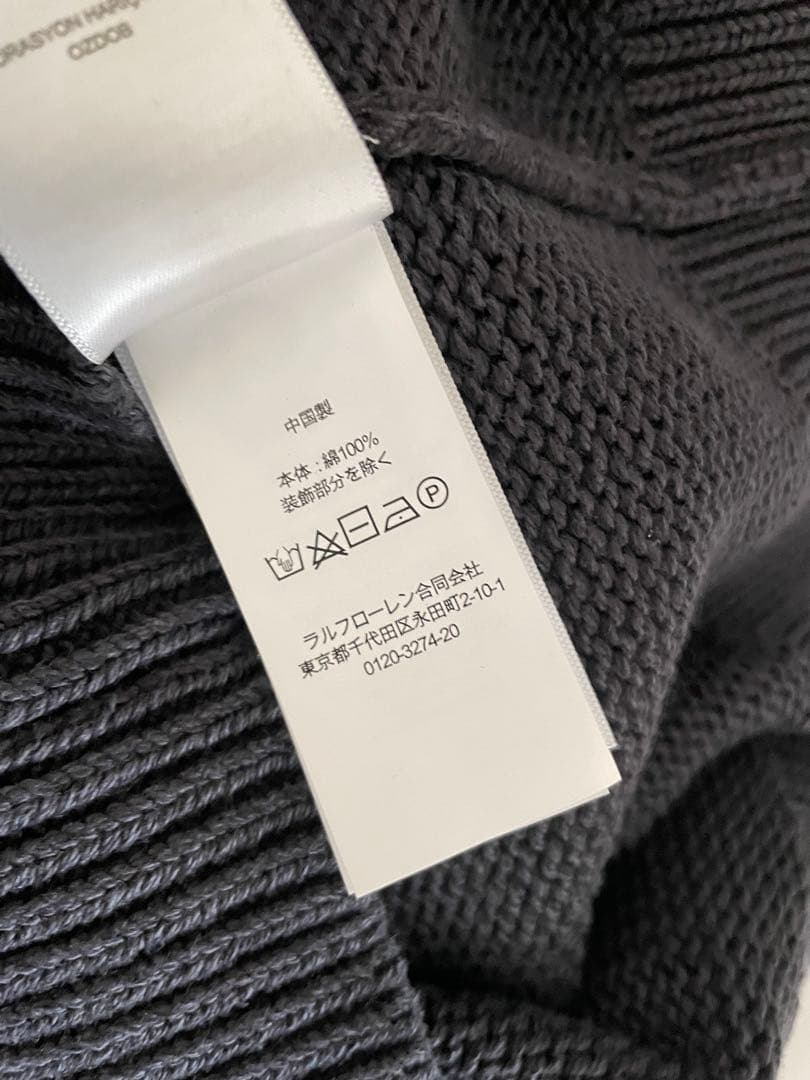 HARIÇ
OZDOB
中国製
本体:綿100%
装飾部分を除く
P
ラルフローレン合同会社
東京都千代田区永田町2-10-1
0120-3274-20